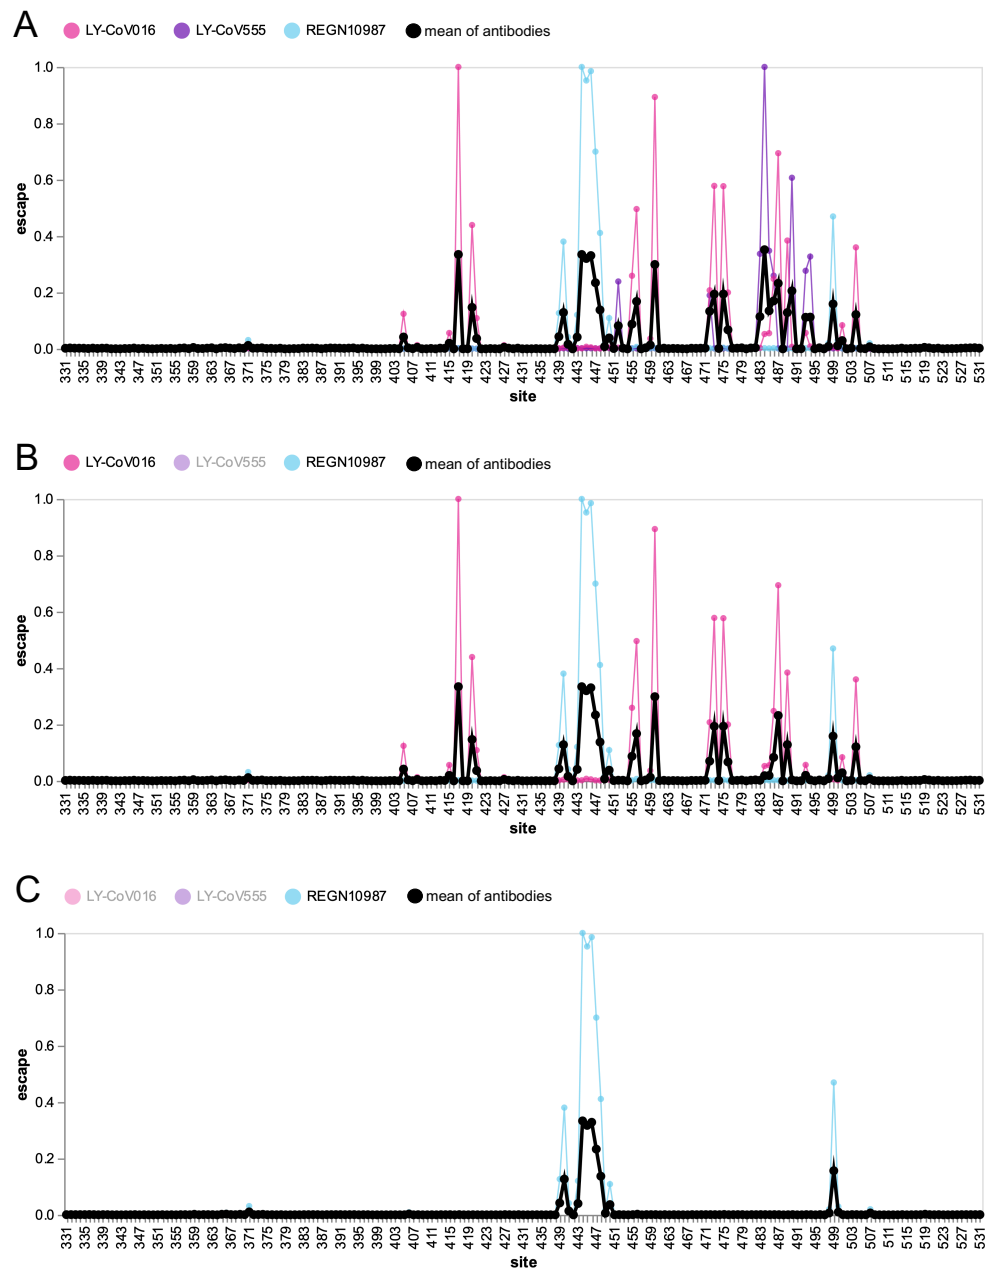 A
LY-CoV016 LY-CoV555 REGN10987 mean of antibodies
1.0
0.8
0.6
0.4
0.2
0.0
escape
331 335 339 343 347 351 355 359 363 367 371 375 379 383 387 391 395 399 403 407 411 415 419 423 427 431 435 439 443 447 451 455 459 463 467 471 475 479 483 487 491 495 499 503 507 511 515 519 523 527 531
site
B
LY-CoV016 LY-CoV555 REGN10987 mean of antibodies
1.0
0.8
0.6
0.4
0.2
0.0
escape
331 335 339 343 347 351 355 359 363 367 371 375 379 383 387 391 395 399 403 407 411 415 419 423 427 431 435 439 443 447 451 455 459 463 467 471 475 479 483 487 491 495 499 503 507 511 515 519 523 527 531
site
C
LY-CoV016 LY-CoV555 REGN10987 mean of antibodies
1.0
0.8
0.6
0.4
0.2
0.0
escape
331 335 339 343 347 351 355 359 363 367 371 375 379 383 387 391 395 399 403 407 411 415 419 423 427 431 435 439 443 447 451 455 459 463 467 471 475 479 483 487 491 495 499 503 507 511 515 519 523 527 531
site